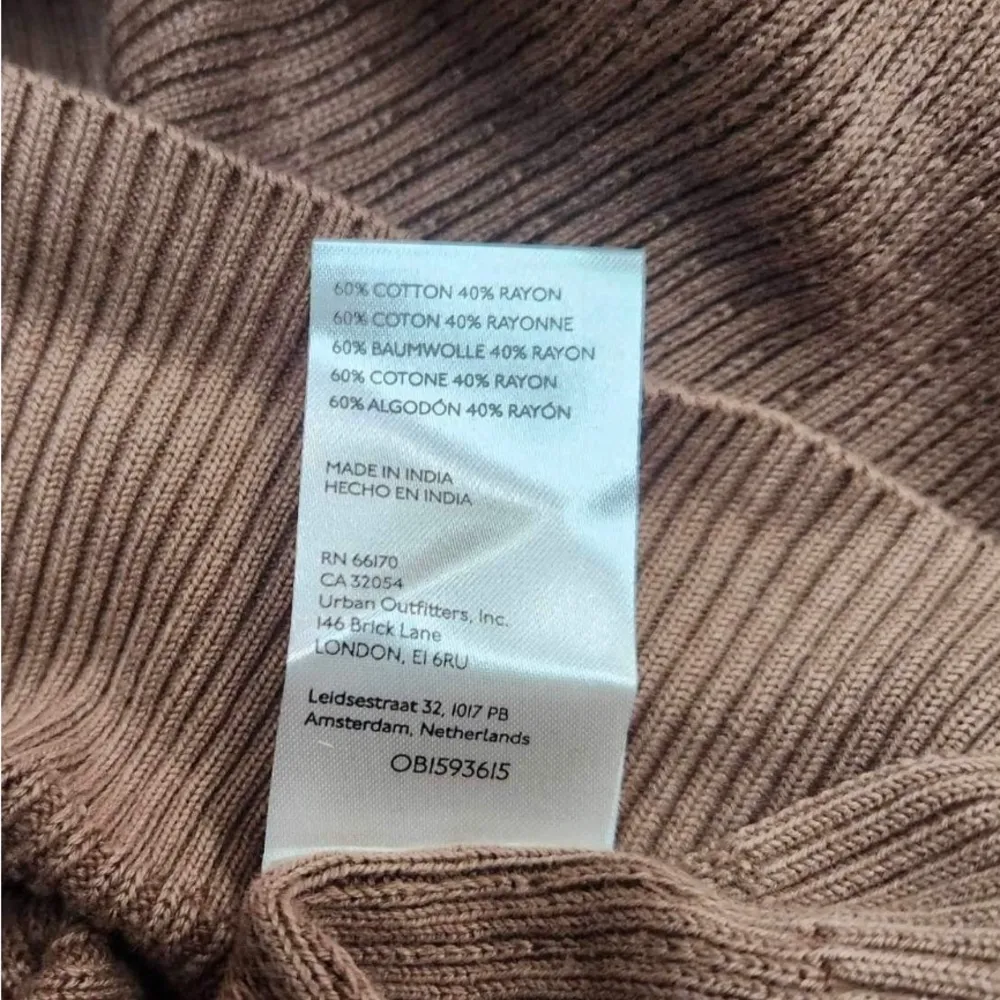 60% COTTON 40% RAYON
60% COTON 40% RAYONNE
60% BAUMWOLLE 40% RAYON
60% COTONE 40% RAYON
60% ALGODÓN 40% RAYÓN
MADE IN INDIA
HECHO EN INDIA
RN 66170
CA 32054
Urban Outfitters, Inc.
146 Brick Lane
LONDON, E1 6RU
Leidsestraat 32, 1017 PB
Amsterdam, Netherlands
OB1593615